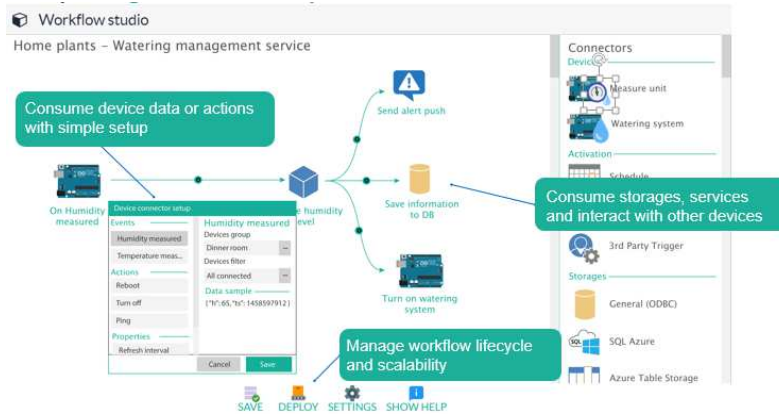 Workflow studio
Home plants – Watering management service
Connectors
Measure unit
Watering system
Activation
3rd Party Trigger
Storages
General (ODBC)
SQL
SQL Azure
Azure Table Storage
Consume device data or actions
with simple setup
Send alert push
On Humidity
measured
humidity
Save information
to DB
Consume storages, services
and interact with other devices
Turn on watering
system
Device connector setup
Events
Humidity measured
Temperature meas...
Actions
Reboot
Turn off
Ping
Properties
Refresh interval
Humidity measured
Devices group
Dinner room
Devices filter
All connected
Data sample
{"h":65,"ts": 1458597912}
Cancel
Save
Manage workflow lifecycle
and scalability
SAVE
DEPLOY
SETTINGS
SHOW HELP